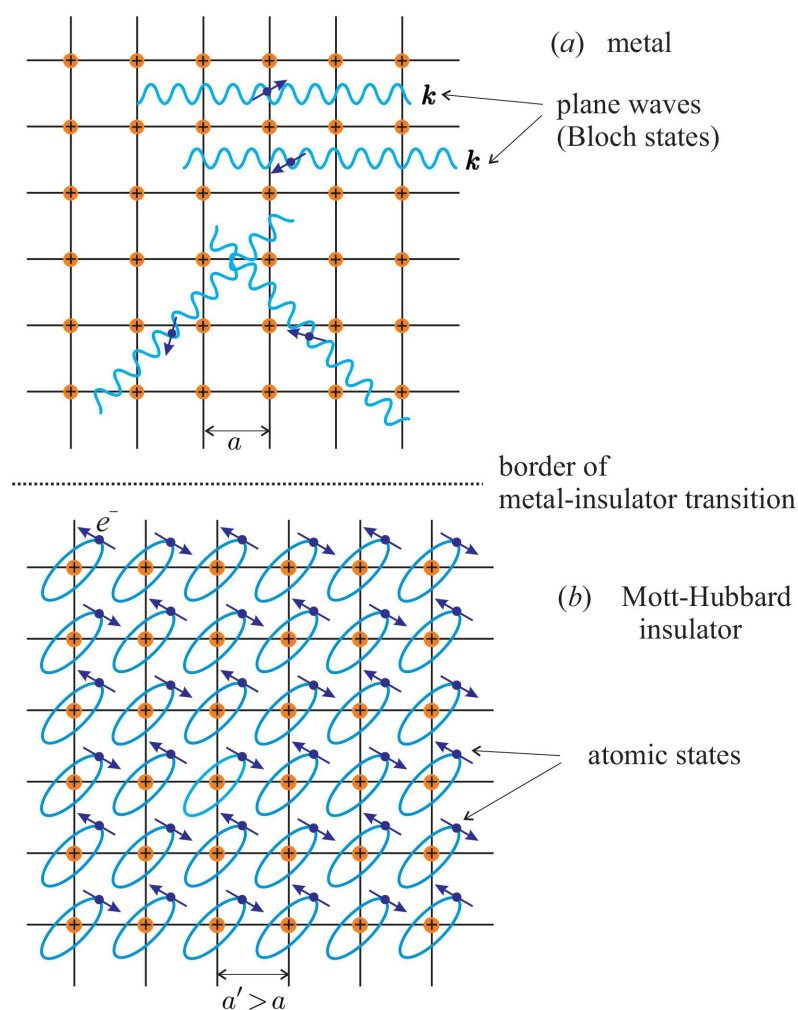 (a) metal
k
plane waves
(Bloch states)
k
a
border of
metal-insulator transition
e⁻
(b) Mott-Hubbard
insulator
atomic states
a′ > a